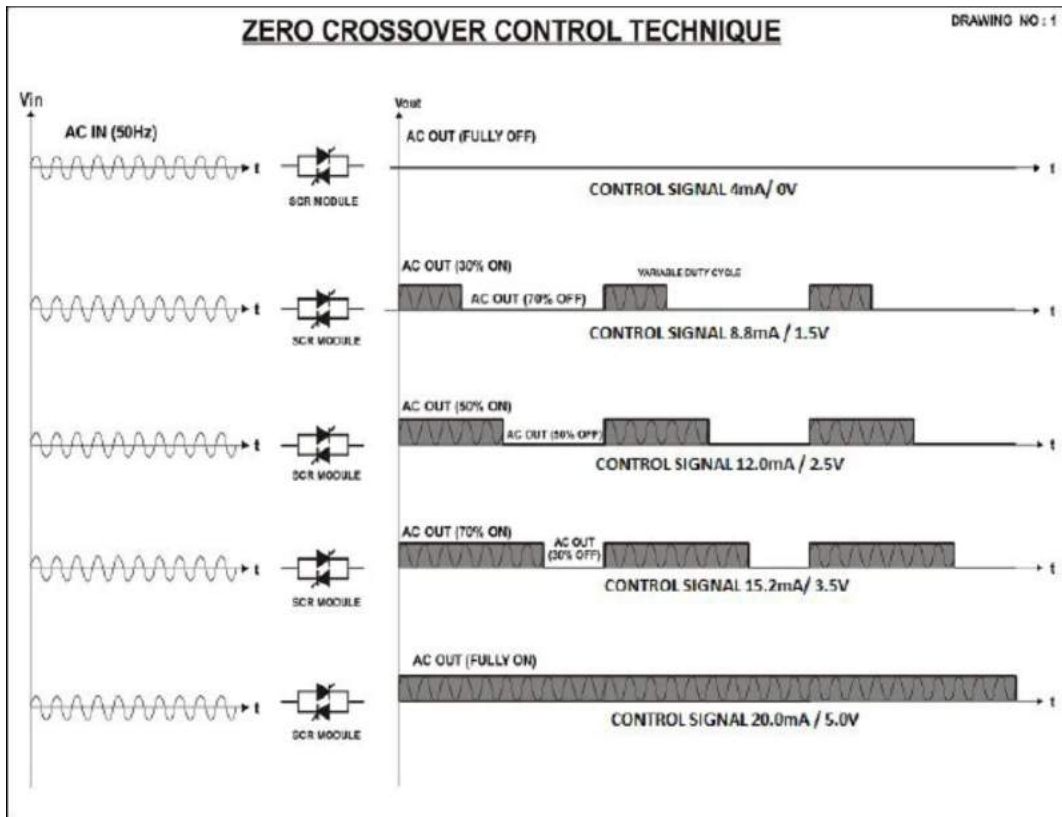 ZERO CROSSOVER CONTROL TECHNIQUE
DRAWING NO : 1
Vin
Vout
AC IN (50Hz)
AC OUT (FULLY OFF)
t
t
SCR MODULE
CONTROL SIGNAL 4mA/ 0V
AC OUT (30% ON)
VARIABLE DUTY CYCLE
AC OUT (70% OFF)
t
t
SCR MODULE
CONTROL SIGNAL 8.8mA / 1.5V
AC OUT (50% ON)
AC OUT (50% OFF)
t
t
SCR MODULE
CONTROL SIGNAL 12.0mA / 2.5V
AC OUT (70% ON)
AC OUT
(30% OFF)
t
t
SCR MODULE
CONTROL SIGNAL 15.2mA/ 3.5V
AC OUT (FULLY ON)
t
t
SCR MODULE
CONTROL SIGNAL 20.0mA / 5.0V